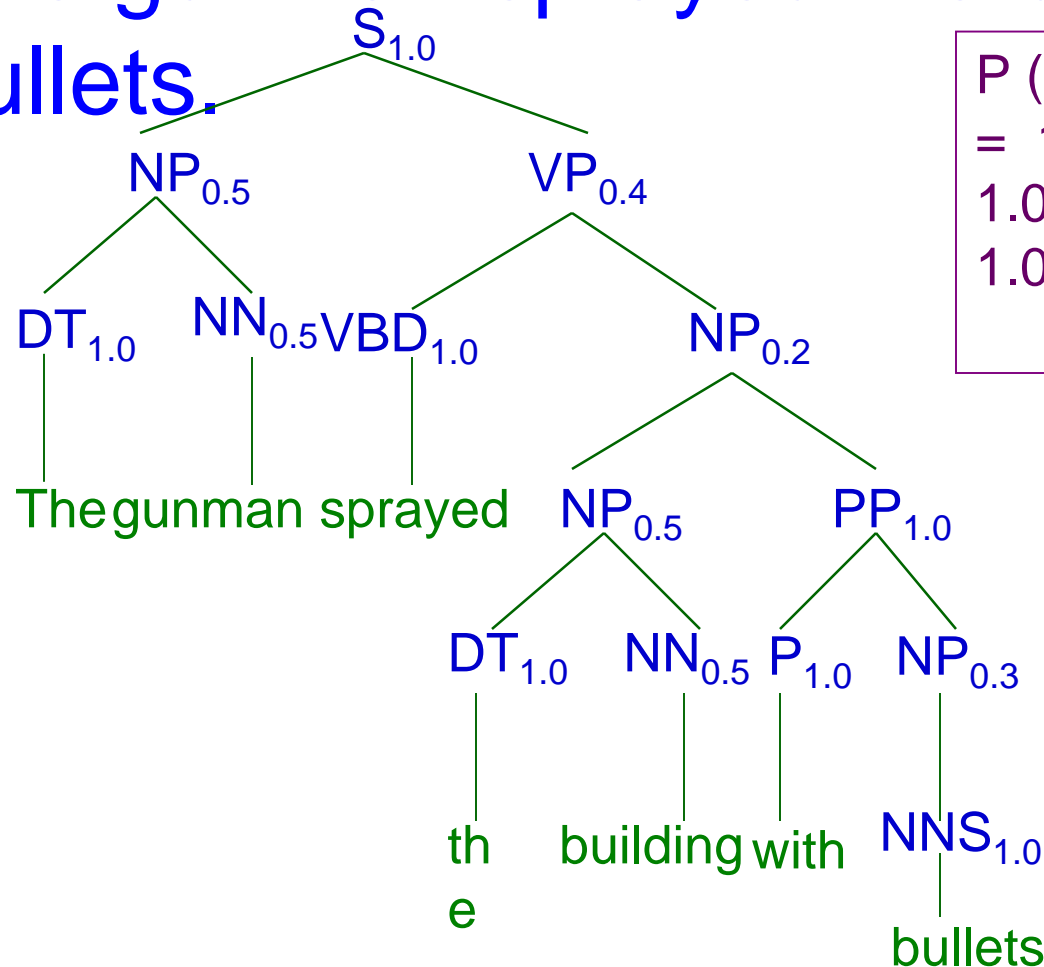 ullets.
S1.0
P (
=
1.0
1.0
NP0.5 VP0.4
DT1.0 NN0.5 VBD1.0 NP0.2
The gunman sprayed NP0.5 PP1.0
DT1.0 NN0.5 P1.0 NP0.3
th building with NNS1.0
e
bullets